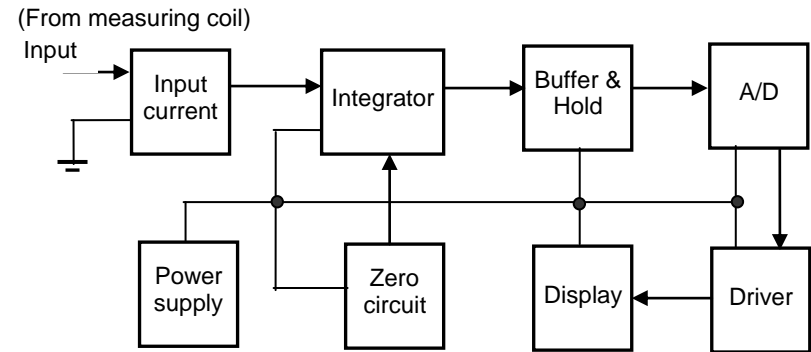 (From measuring coil)
Input
Input
current
Integrator
Buffer &
Hold
A/D
Power
supply
Zero
circuit
Display
Driver